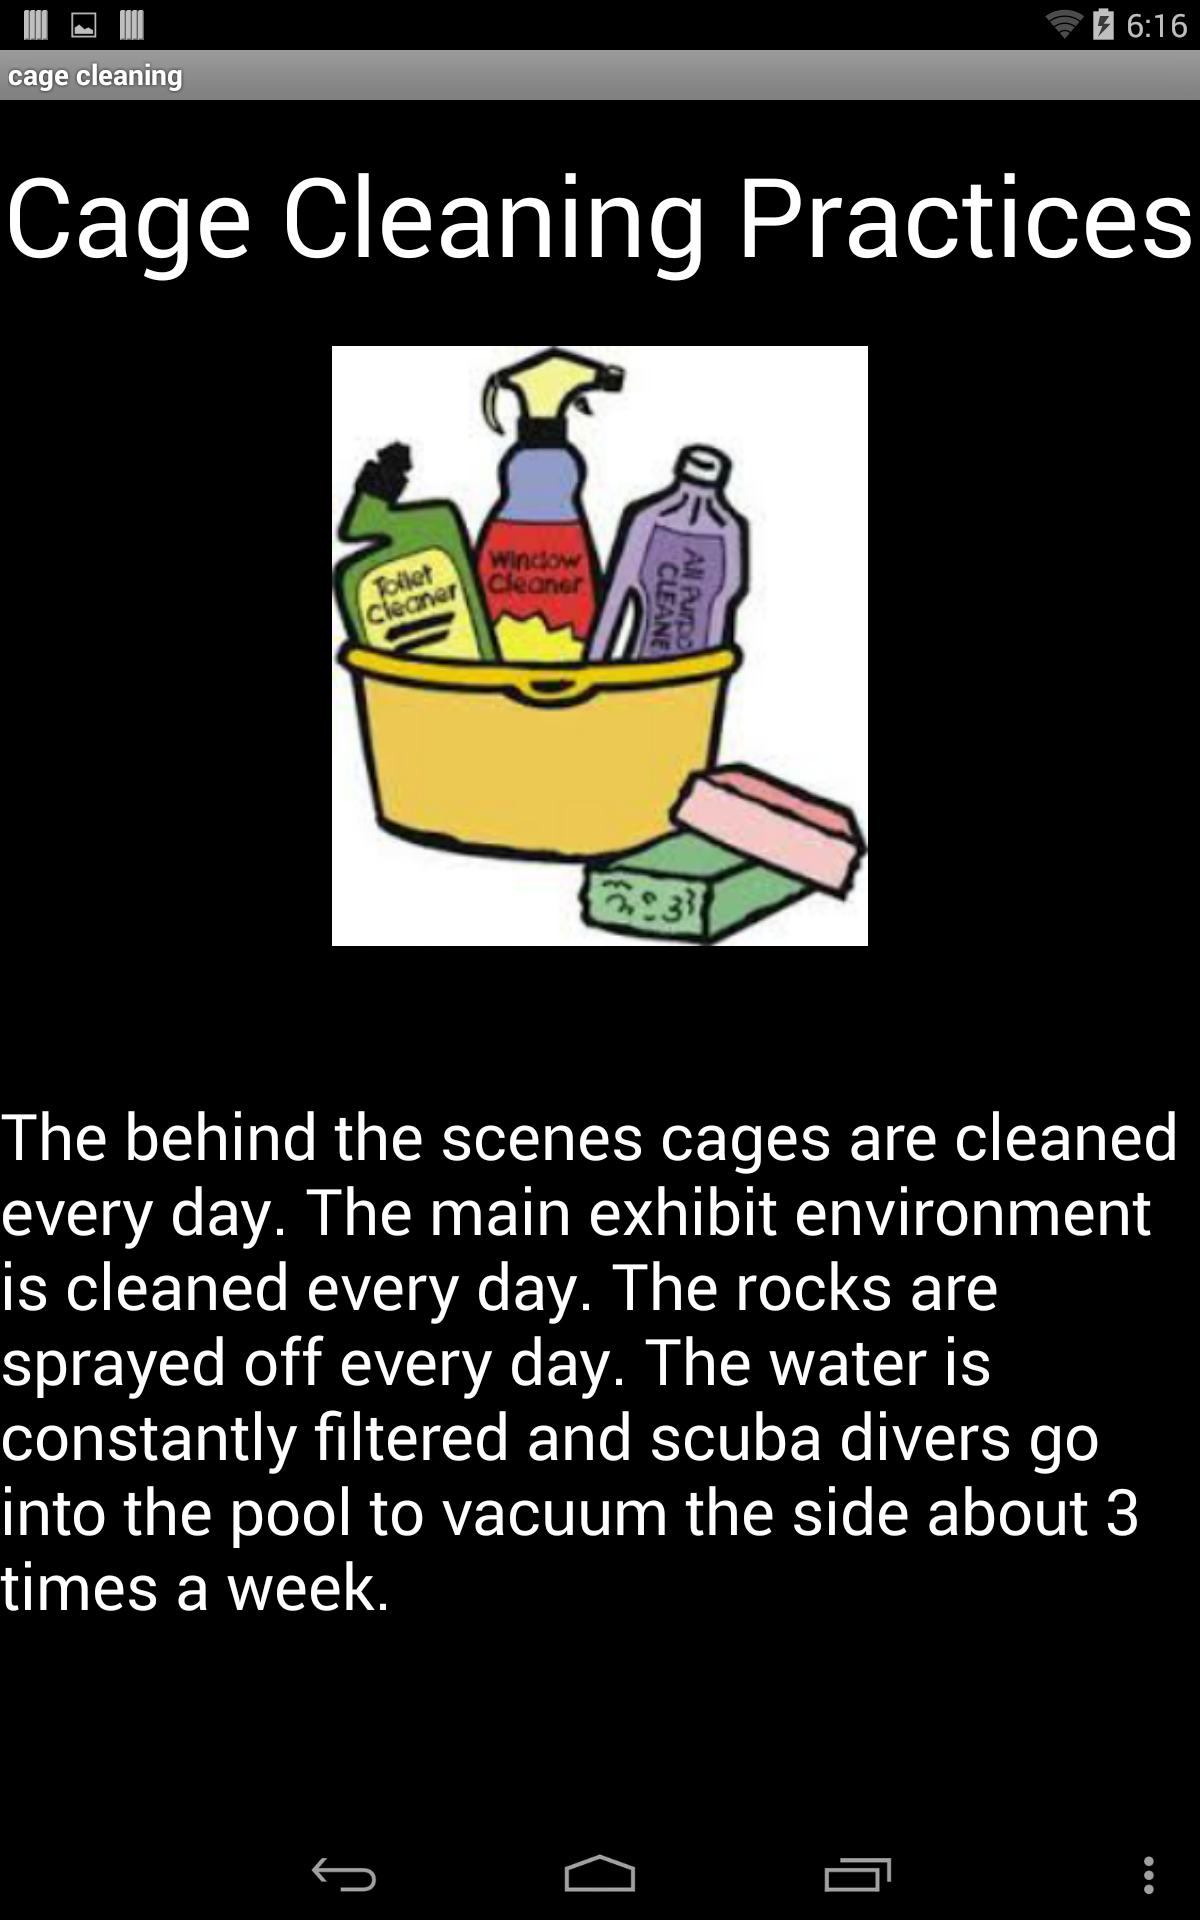 6:16
cage cleaning
Cage Cleaning Practices
Toilet
Cleaner
Window
Cleaner
All
The behind the scenes cages are cleaned
every day. The main exhibit environment
is cleaned every day. The rocks are
sprayed off every day. The water is
constantly filtered and scuba divers go
into the pool to vacuum the side about 3
times a week.